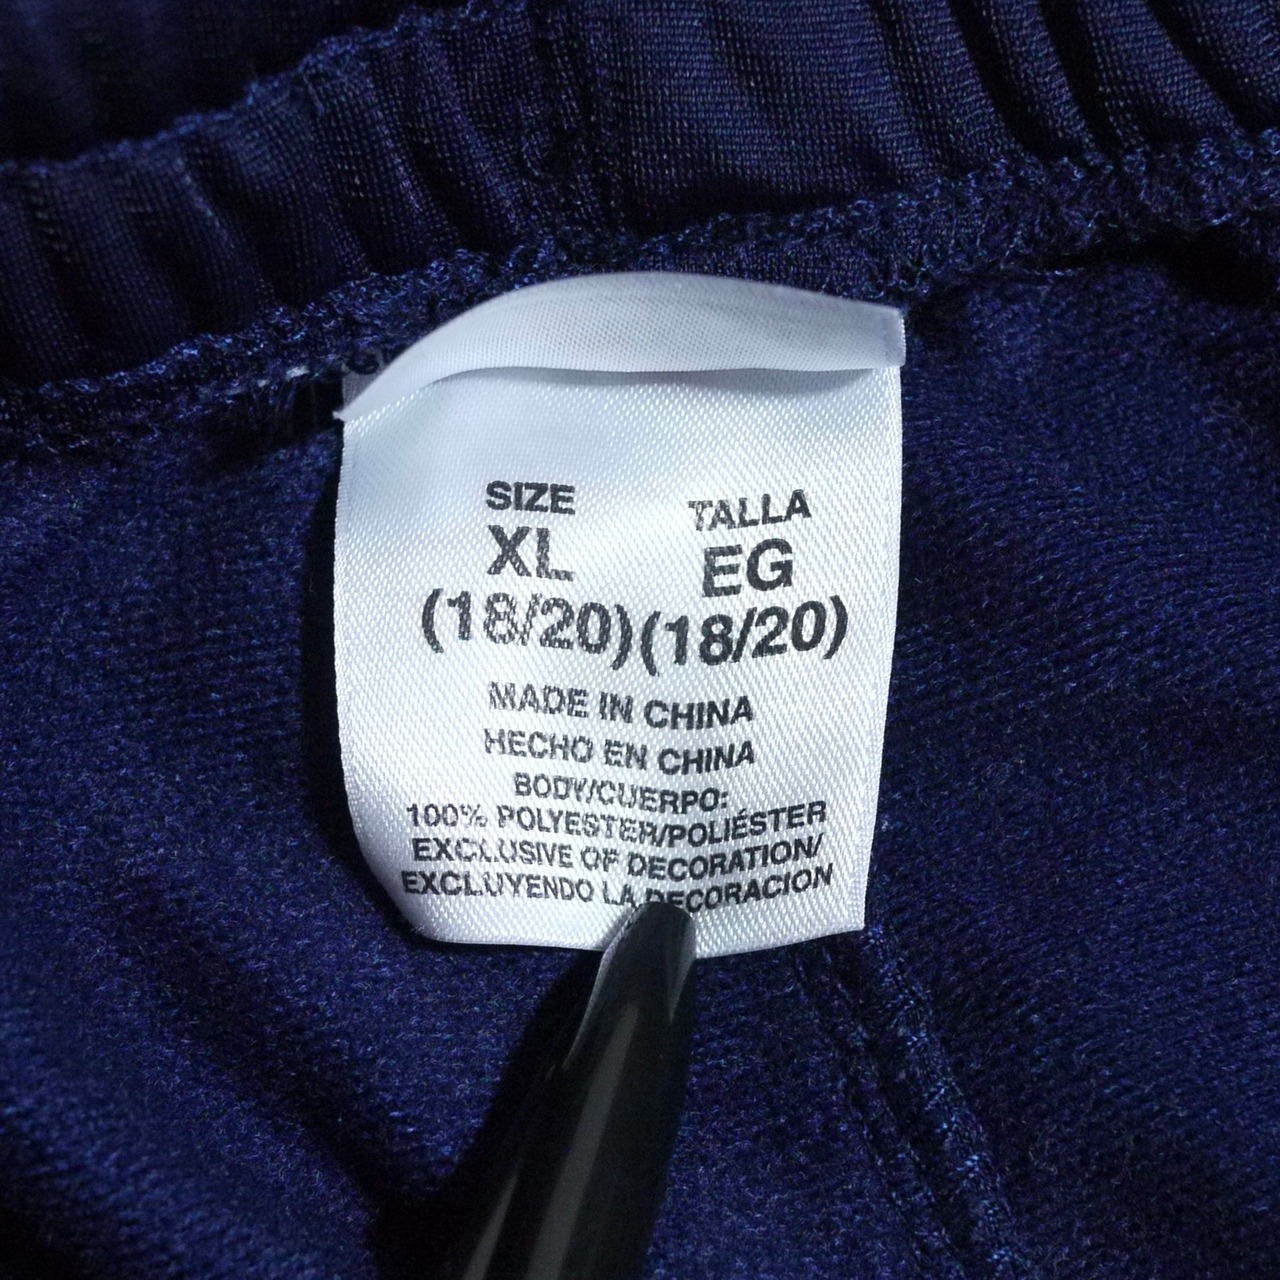 SIZE TALLA
XL EG
(18/20) (18/20)
MADE IN CHINA
HECHO EN CHINA
BODY/CUERPO:
100% POLYESTER/POLIÉSTER
EXCLUSIVE OF DECORATION/
EXCLUYENDO LA DECORACION